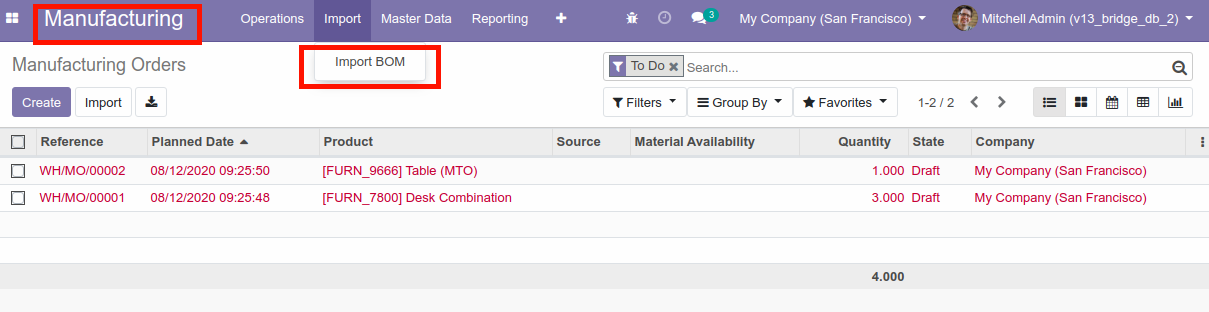 Manufacturing Operations Import Master Data Reporting 3 My Company (San Francisco) Mitchell Admin (v13_bridge_db_2)
Import BOM
Manufacturing Orders To Do Search...
Create Import Filters Group By Favorites 1-2 / 2
Reference Planned Date Product Source Material Availability Quantity State Company
WH/MO/00002 08/12/2020 09:25:50 [FURN_9666] Table (MTO) 1.000 Draft My Company (San Francisco)
WH/MO/00001 08/12/2020 09:25:48 [FURN_7800] Desk Combination 3.000 Draft My Company (San Francisco)
4.000